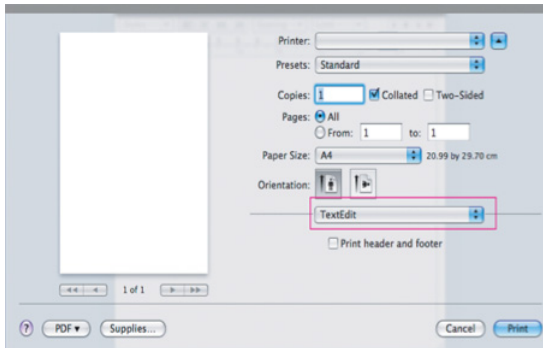 Printer:
Presets: Standard
Copies: 1 Collated Two-Sided
Pages: All
From: 1 to: 1
Paper Size: A4 20.99 by 29.70 cm
Orientation:
TextEdit
Print header and footer
1 of 1
? PDF Supplies... Cancel Print